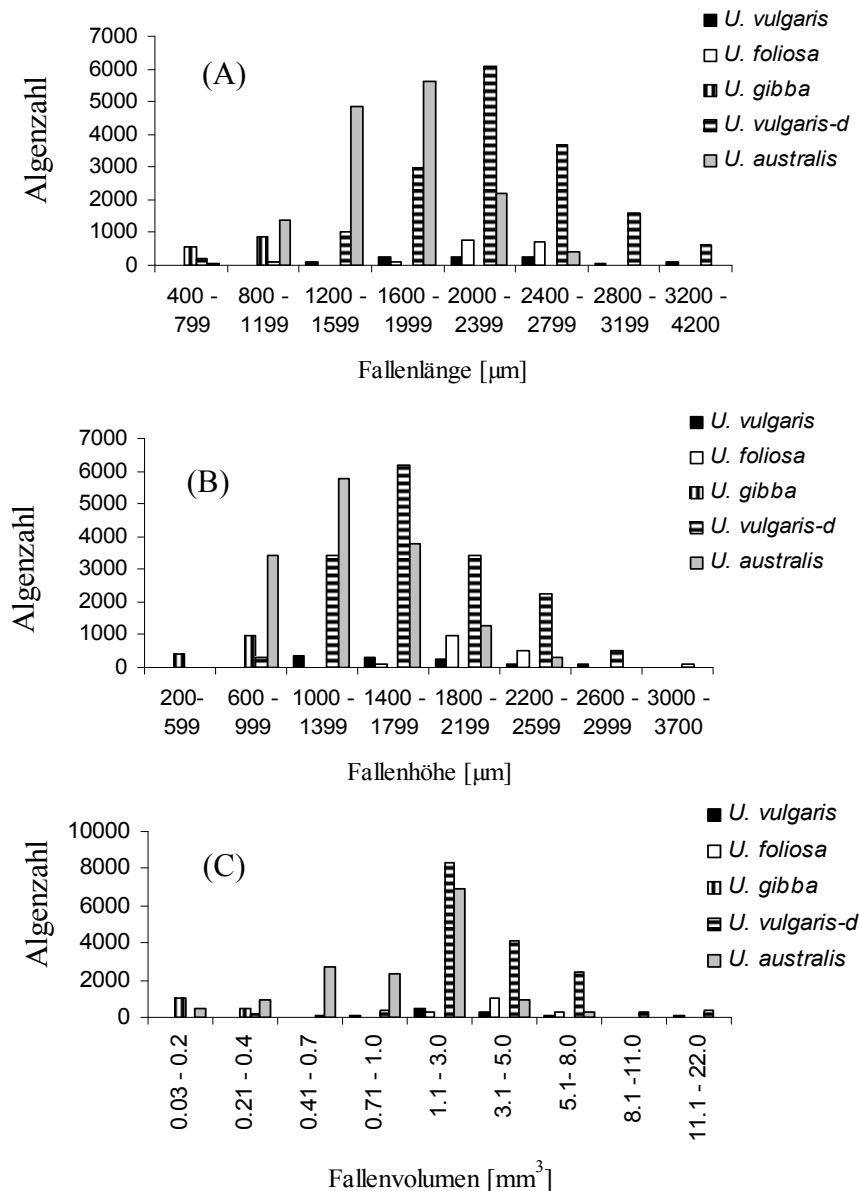 7000
6000
5000
4000
3000
2000
1000
0
Algenzahl
(A)
U. vulgaris
U. foliosa
U. gibba
U. vulgaris-d
U. australis
400 - 799
800 - 1199
1200 - 1599
1600 - 1999
2000 - 2399
2400 - 2799
2800 - 3199
3200 - 4200
Fallenlänge [µm]
7000
6000
5000
4000
3000
2000
1000
0
Algenzahl
(B)
U. vulgaris
U. foliosa
U. gibba
U. vulgaris-d
U. australis
200- 599
600 - 999
1000 - 1399
1400 - 1799
1800 - 2199
2200 - 2599
2600 - 2999
3000 - 3700
Fallenhöhe [µm]
10000
8000
6000
4000
2000
0
Algenzahl
(C)
U. vulgaris
U. foliosa
U. gibba
U. vulgaris-d
U. australis
0.03 - 0.2
0.21 - 0.4
0.41 - 0.7
0.71 - 1.0
1.1 - 3.0
3.1 - 5.0
5.1 - 8.0
8.1 -11.0
11.1 - 22.0
Fallenvolumen [mm³]